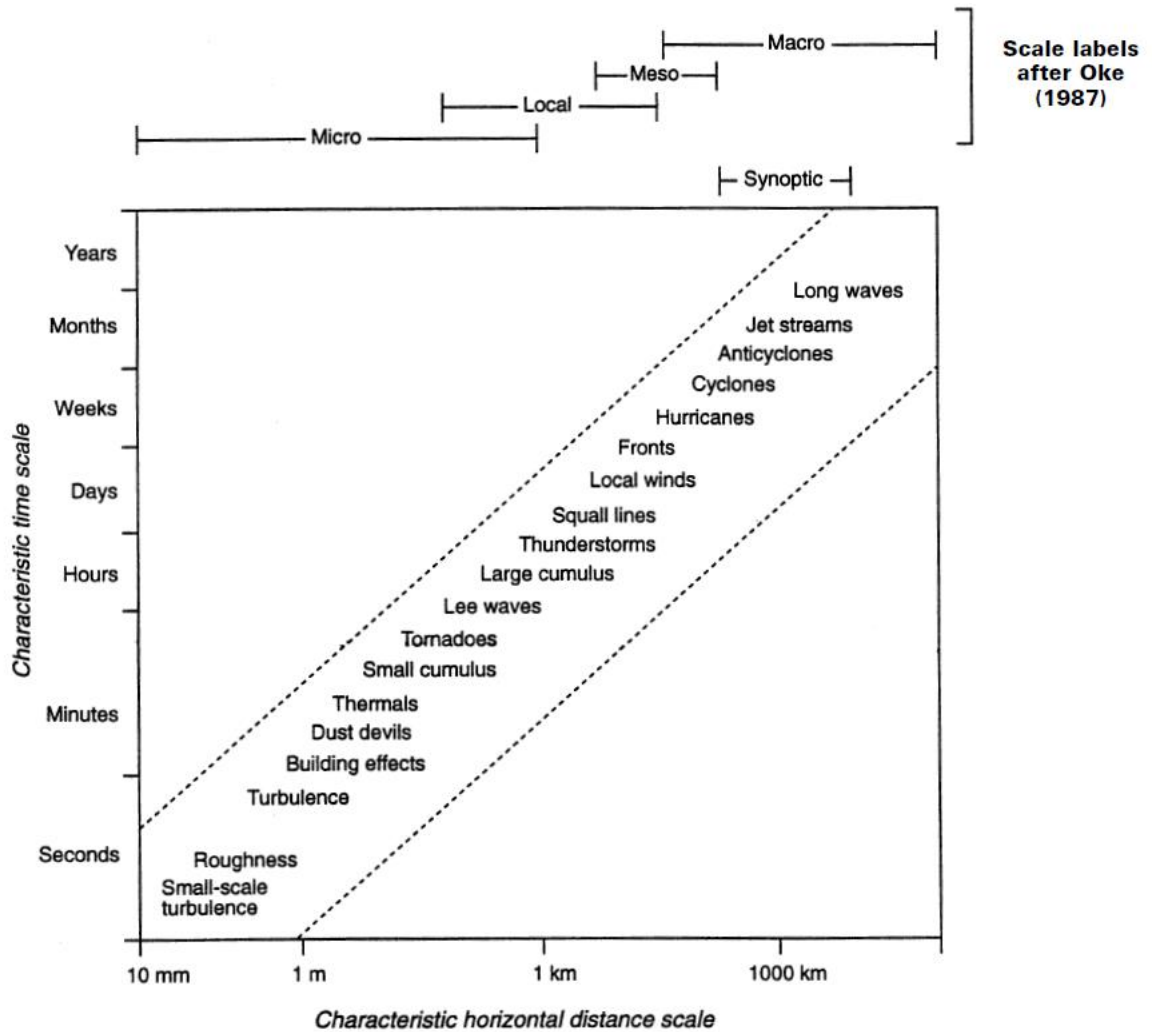 Macro
Scale labels
after Oke
(1987)
Meso
Local
Micro
Synoptic
Years
Long waves
Months
Jet streams
Anticyclones
Cyclones
Weeks
Hurricanes
Fronts
Local winds
Days
Squall lines
Thunderstorms
Hours
Large cumulus
Lee waves
Tornadoes
Small cumulus
Thermals
Minutes
Dust devils
Building effects
Turbulence
Seconds
Roughness
Small-scale
turbulence
Characteristic time scale
10 mm
1 m
1 km
1000 km
Characteristic horizontal distance scale